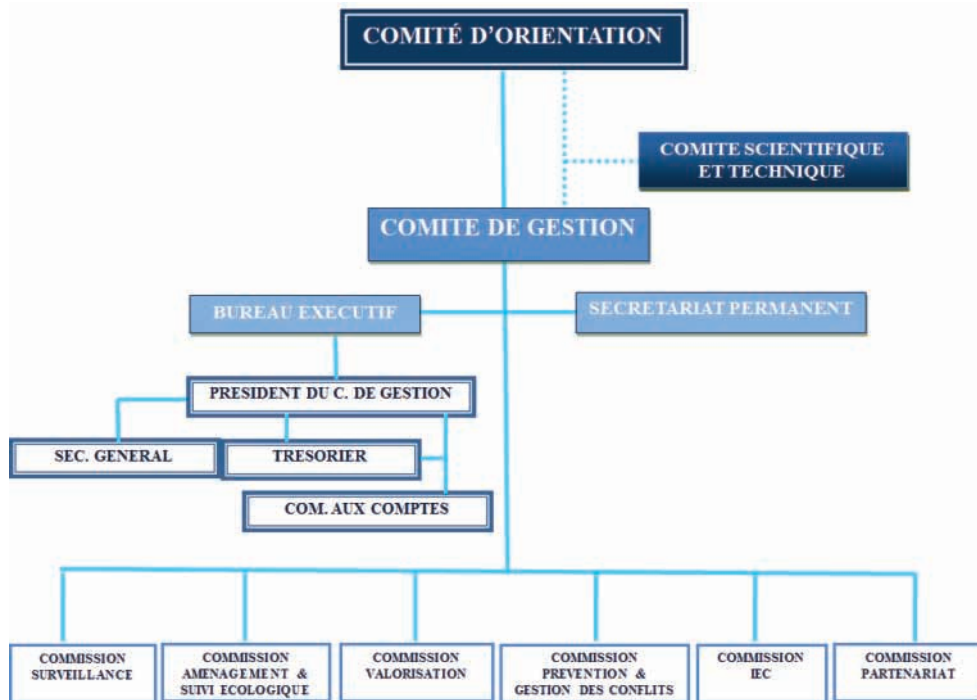 COMITÉ D'ORIENTATION
COMITE SCIENTIFIQUE
ET TECHNIQUE
COMITE DE GESTION
BUREAU EXECUTIF
SECRETARIAT PERMANENT
PRESIDENT DU C. DE GESTION
SEC. GENERAL
TRESORIER
COM. AUX COMPTES
COMMISSION
SURVEILLANCE
COMMISSION
AMENAGEMENT &
SUIVI ECOLOGIQUE
COMMISSION
VALORISATION
COMMISSION
PREVENTION &
GESTION DES CONFLITS
COMMISSION
IEC
COMMISSION
PARTENARIAT